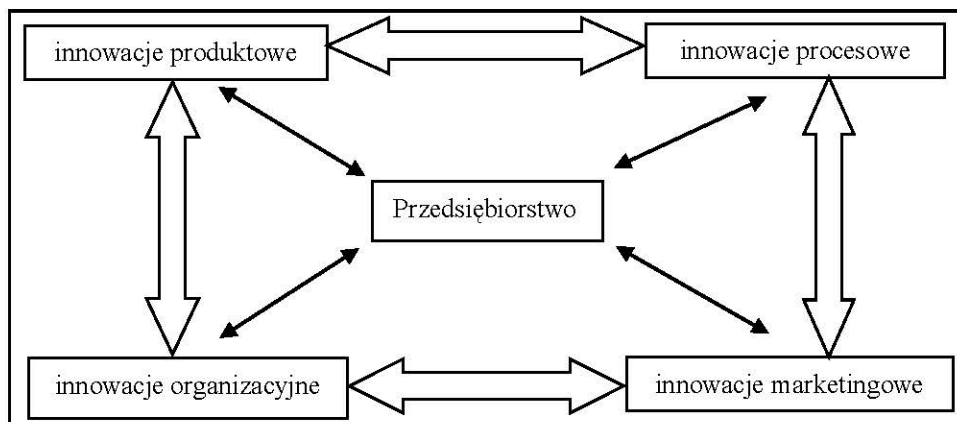 innowacje produktowe
innowacje procesowe
Przedsiębiorstwo
innowacje organizacyjne
innowacje marketingowe